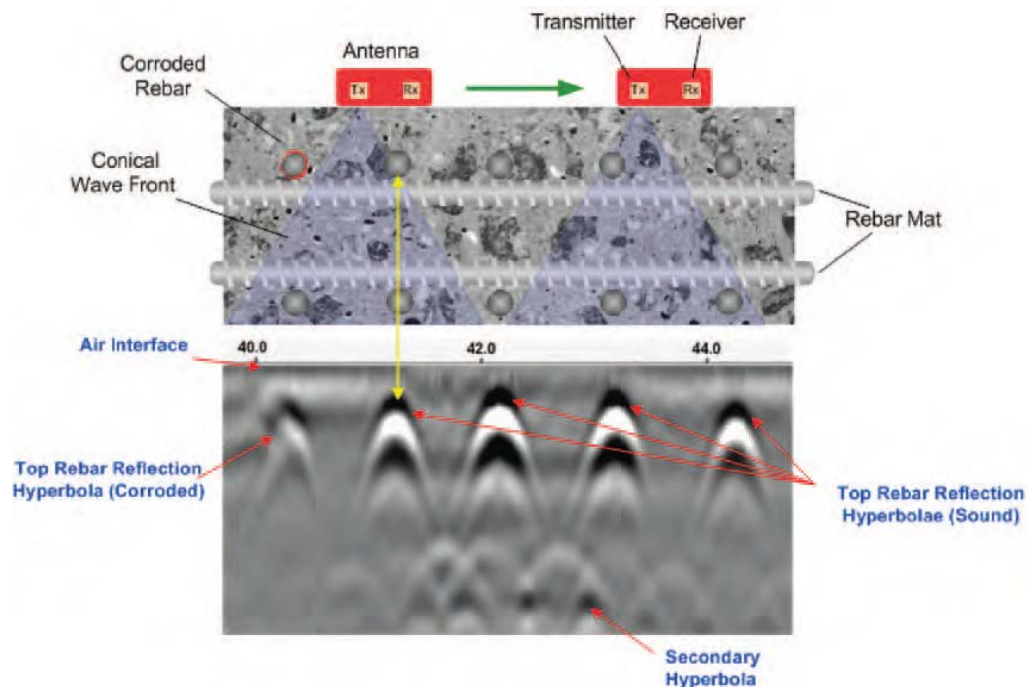 Transmitter
Receiver
Antenna
Corroded
Rebar
Tx
Rx
Tx
Rx
Conical
Wave Front
Rebar Mat
Air Interface
40.0
42.0
44.0
Top Rebar Reflection
Hyperbola (Corroded)
Top Rebar Reflection
Hyperbolae (Sound)
Secondary
Hyperbola